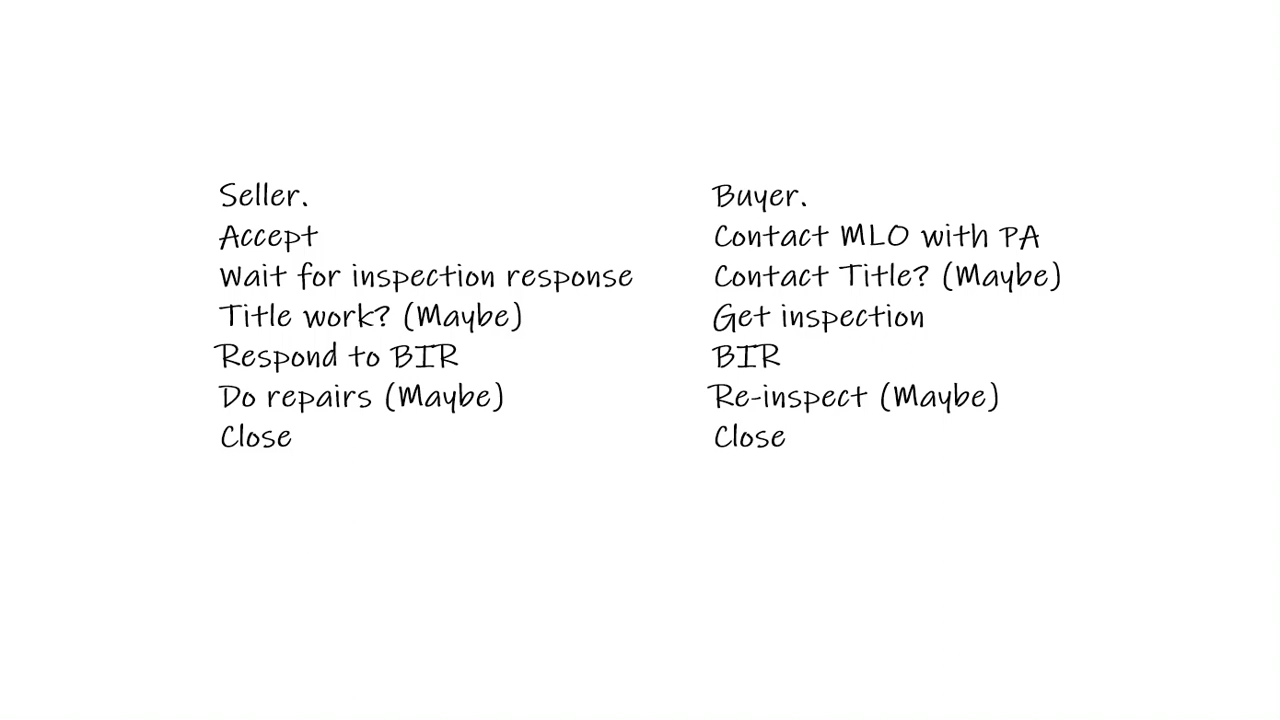 Seller.
Accept
Wait for inspection response
Title work? (Maybe)
Respond to BIR
Do repairs (Maybe)
Close
Buyer.
Contact MLO with PA
Contact Title? (Maybe)
Get inspection
BIR
Re-inspect (Maybe)
Close